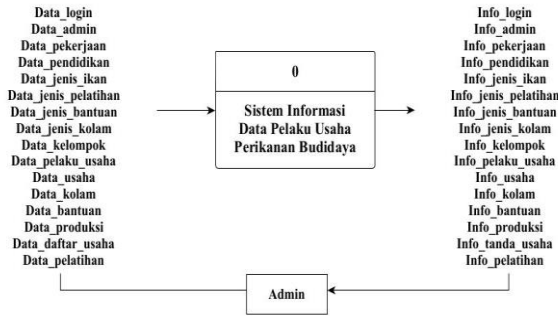 Data_login
Data_admin
Data_pekerjaan
Data_pendidikan
Data_jenis_ikan
Data_jenis_pelatihan
Data_jenis_bantuan
Data_jenis_kolam
Data_kelompok
Data_pelaku_usaha
Data_usaha
Data_kolam
Data_bantuan
Data_produksi
Data_daftar_usaha
Data_pelatihan
0
Sistem Informasi
Data Pelaku Usaha
Perikanan Budidaya
Info_login
Info_admin
Info_pekerjaan
Info_pendidikan
Info_jenis_ikan
Info_jenis_pelatihan
Info_jenis_bantuan
Info_jenis_kolam
Info_kelompok
Info_pelaku_usaha
Info_usaha
Info_kolam
Info_bantuan
Info_produksi
Info_tanda_usaha
Info_pelatihan
Admin